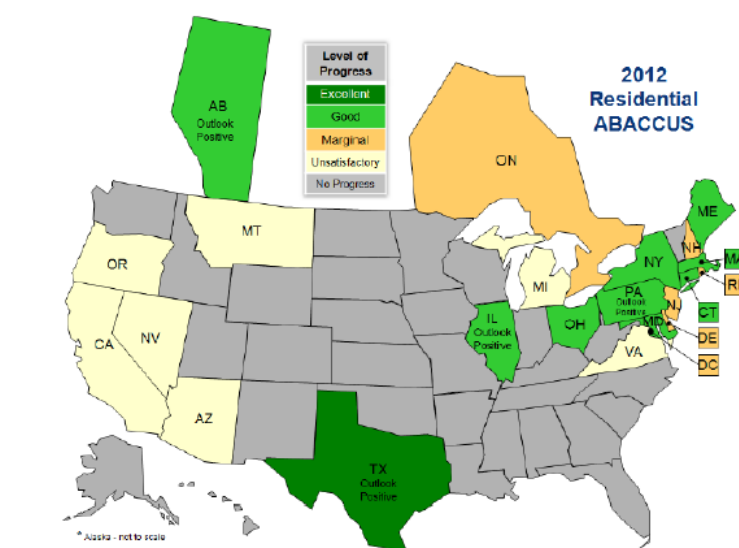 2012
Residential
ABACCUS
Level of
Progress
Excellent
Good
Marginal
Unsatisfactory
No Progress
AB
Outlook
Positive
ON
ME
MT
OR
NH
MA
NY
RI
MI
PA
Outlook
Positive
NJ
CT
IL
Outlook
Positive
OH
MD
DE
CA
NV
VA
DC
AZ
TX
Outlook
Positive
* Alaska - not to scale